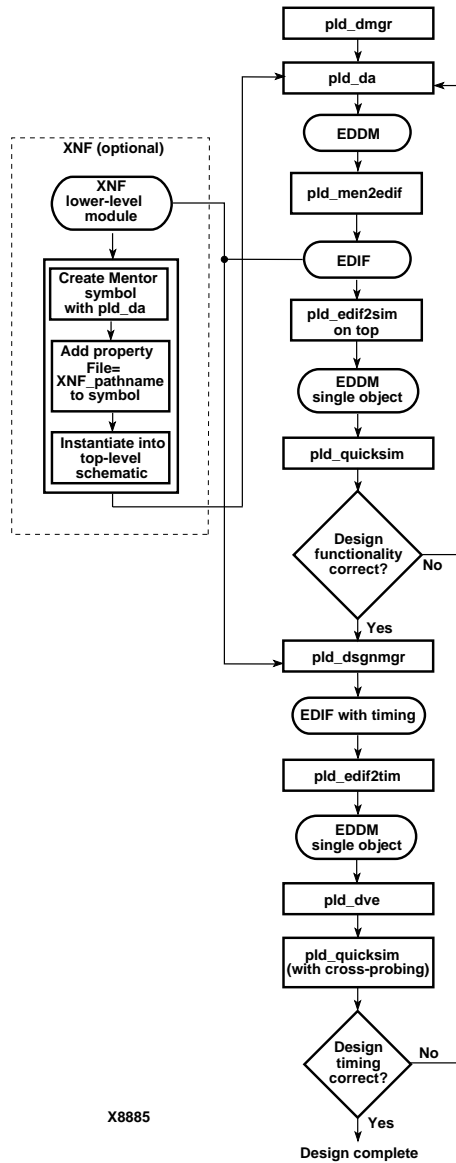 pld_dmgr
pld_da
EDDM
pld_men2edif
EDIF
pld_edif2sim
on top
EDDM
single object
pld_quicksim
Design
functionality
correct?
No
Yes
pld_dsgnmgr
EDIF with timing
pld_edif2tim
EDDM
single object
pld_dve
pld_quicksim
(with cross-probing)
Design
timing
correct?
No
Yes
Design complete
XNF (optional)
XNF
lower-level
module
Create Mentor
symbol
with pld_da
Add property
File=
XNF_pathname
to symbol
Instantiate into
top-level
schematic
X8885